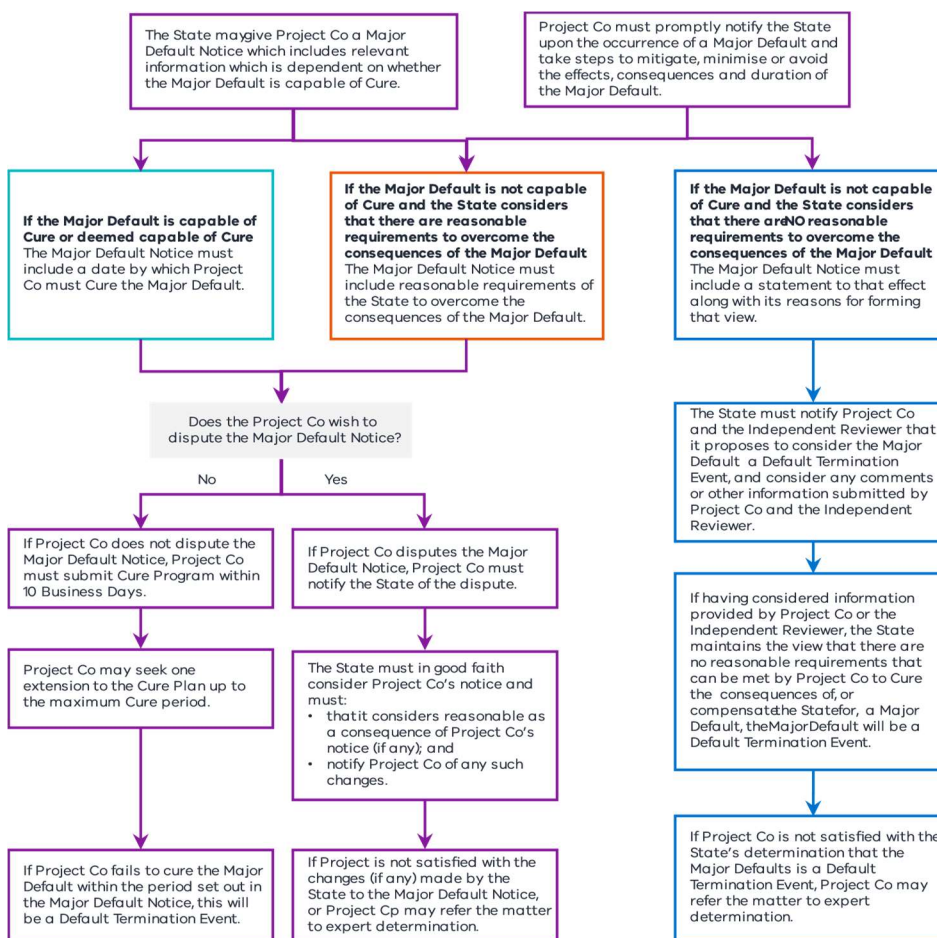 The State maygive Project Co a Major
Default Notice which includes relevant
information which is dependent on whether
the Major Default is capable of Cure.
Project Co must promptly notify the State
upon the occurrence of a Major Default and
take steps to mitigate, minimise or avoid
the effects, consequences and duration of
the Major Default.
If the Major Default is capable of
Cure or deemed capable of Cure
The Major Default Notice must
include a date by which Project
Co must Cure the Major Default.
If the Major Default is not capable
of Cure and the State considers
that there are reasonable
requirements to overcome the
consequences of the Major Default
The Major Default Notice must
include reasonable requirements of
the State to overcome the
consequences of the Major Default.
If the Major Default is not capable
of Cure and the State considers
that there areNO reasonable
requirements to overcome the
consequences of the Major Default
The Major Default Notice must
include a statement to that effect
along with its reasons for forming
that view.
Does the Project Co wish to
dispute the Major Default Notice?
No
Yes
If Project Co does not dispute the
Major Default Notice, Project Co
must submit Cure Program within
10 Business Days.
Project Co may seek one
extension to the Cure Plan up to
the maximum Cure period.
If Project Co fails to cure the Major
Default within the period set out in
the Major Default Notice, this will
be a Default Termination Event.
If Project Co disputes the Major
Default Notice, Project Co must
notify the State of the dispute.
The State must in good faith
consider Project Co's notice and
must:
• thatit considers reasonable as
a consequence of Project Co's
notice (if any); and
• notify Project Co of any such
changes.
If Project is not satisfied with the
changes (if any) made by the
State to the Major Default Notice,
or Project Cp may refer the matter
to expert determination.
The State must notify Project Co
and the Independent Reviewer that
it proposes to consider the Major
Default a Default Termination
Event, and consider any comments
or other information submitted by
Project Co and the Independent
Reviewer.
If having considered information
provided by Project Co or the
Independent Reviewer, the State
maintains the view that there are
no reasonable requirements that
can be met by Project Co to Cure
the consequences of, or
compensatethe Statefor, a Major
Default, theMajorDefault will be a
Default Termination Event.
If Project Co is not satisfied with the
State's determination that the
Major Defaults is a Default
Termination Event, Project Co may
refer the matter to expert
determination.